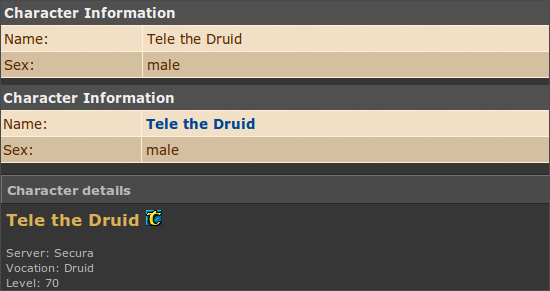 Character Information
Name: Tele the Druid
Sex: male
Character Information
Name: Tele the Druid
Sex: male
Character details
Tele the Druid
Server: Secura
Vocation: Druid
Level: 70